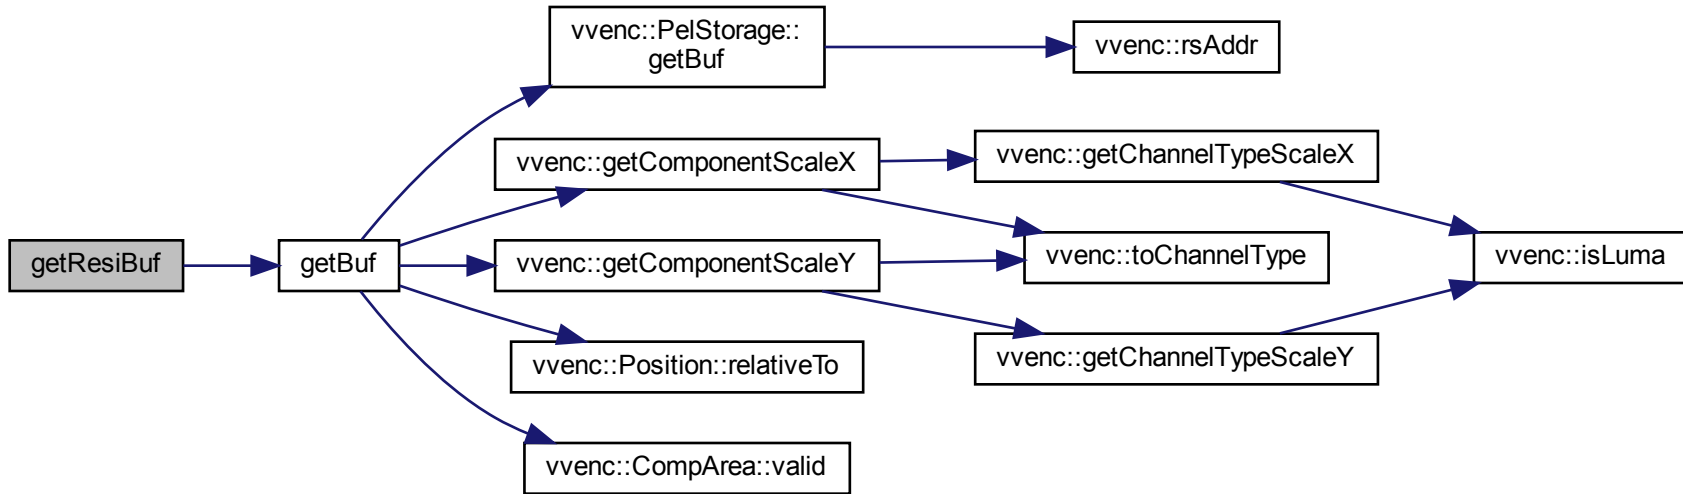 vvenc::PelStorage::
getBuf
vvenc::rsAddr
vvenc::getComponentScaleX
vvenc::getChannelTypeScaleX
getResiBuf
getBuf
vvenc::getComponentScaleY
vvenc::toChannelType
vvenc::isLuma
vvenc::Position::relativeTo
vvenc::getChannelTypeScaleY
vvenc::CompArea::valid